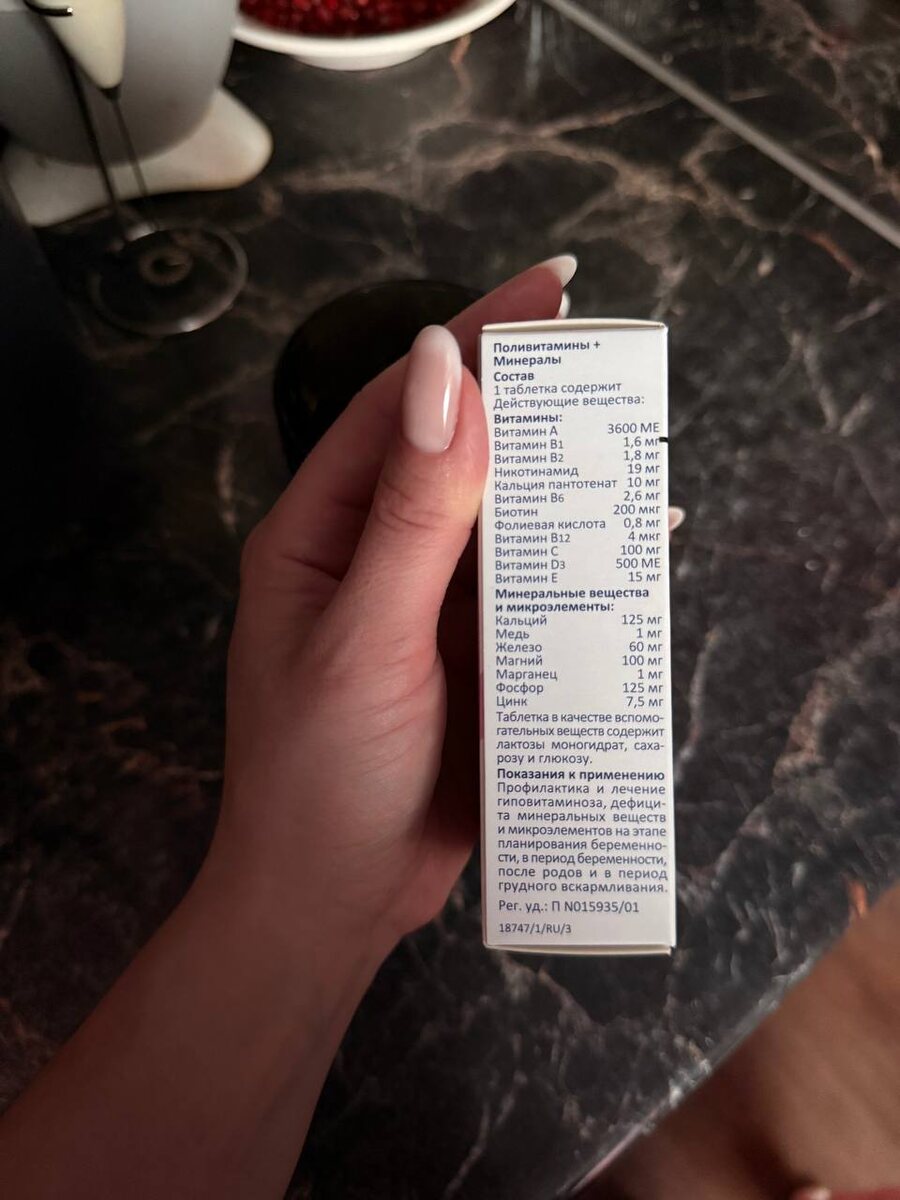 Поливитамины +
Минералы
Состав
1 таблетка содержит
Действующие вещества:
Витамины:
Витамин А 3600 МЕ
Витамин В1 1,6 мг
Витамин В2 1,8 мг
Никотинамид 19 мг
Кальция пантотенат 10 мг
Витамин В6 2,6 мг
Биотин 200 мкг
Фолиевая кислота 0,8 мг
Витамин В12 4 мкг
Витамин С 100 мг
Витамин D3 500 МЕ
Витамин Е 15 мг
Минеральные вещества
и микроэлементы:
Кальций 125 мг
Медь 1 мг
Железо 60 мг
Магний 100 мг
Марганец 1 мг
Фосфор 125 мг
Цинк 7,5 мг
Таблетка в качестве вспомо-
гательных веществ содержит
лактозы моногидрат, саха-
розу и глюкозу.
Показания к применению
Профилактика и лечение
гиповитаминоза, дефици-
та минеральных веществ
и микроэлементов на этапе
планирования беременно-
сти, в период беременности,
после родов и в период
грудного вскармливания.
Рег. уд.: П N015935/01
18747/1/RU/3